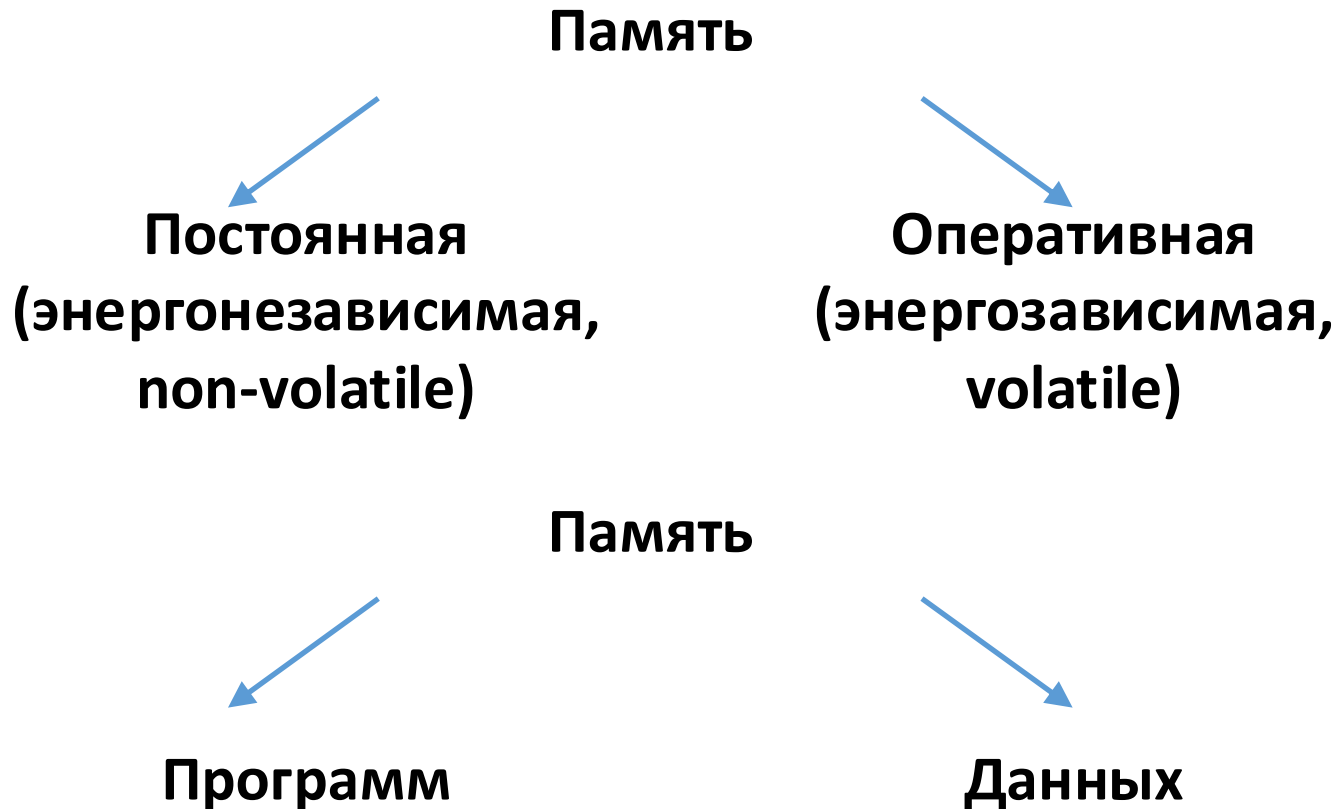 Память
Постоянная
(энергонезависимая,
non-volatile)
Оперативная
(энергозависимая,
volatile)
Память
Программ
Данных